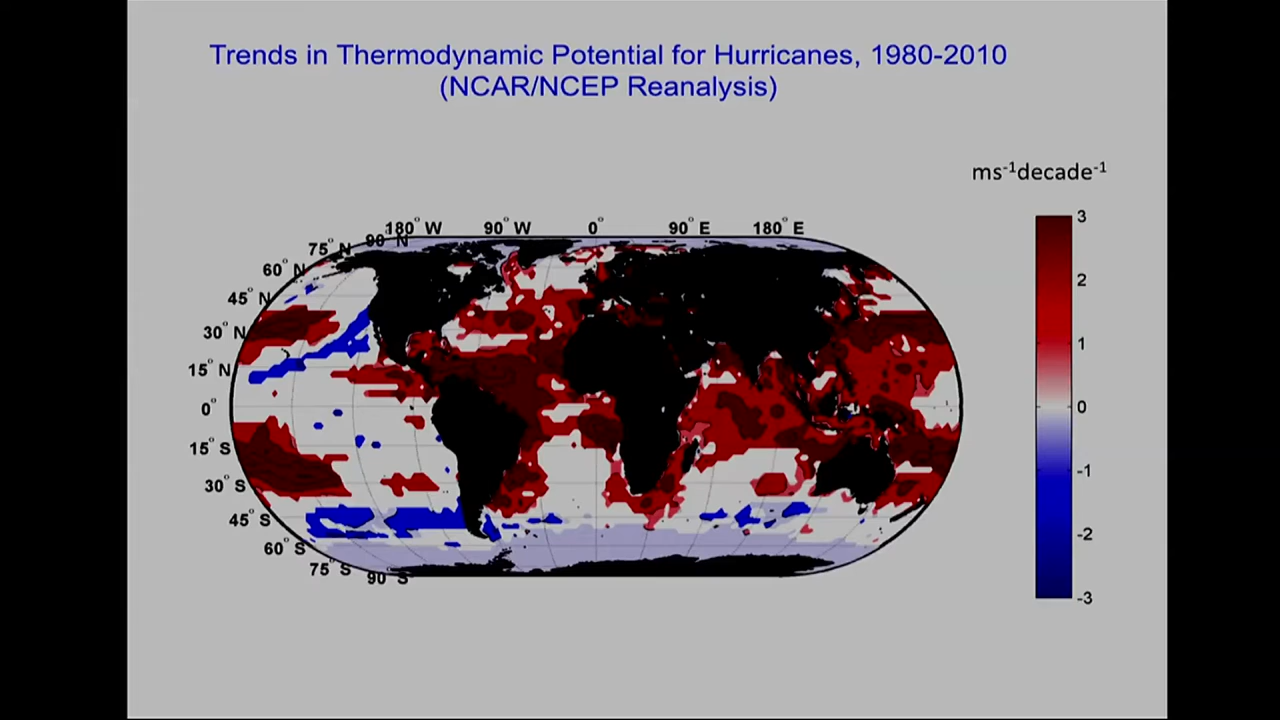 Trends in Thermodynamic Potential for Hurricanes, 1980-2010
(NCAR/NCEP Reanalysis)
ms⁻¹decade⁻¹
180° W 90° W 0° 90° E 180° E
90° N
75° N
60° N
45° N
30° N
15° N
0°
15° S
30° S
45° S
60° S
75° S
90° S
3
2
1
0
-1
-2
-3